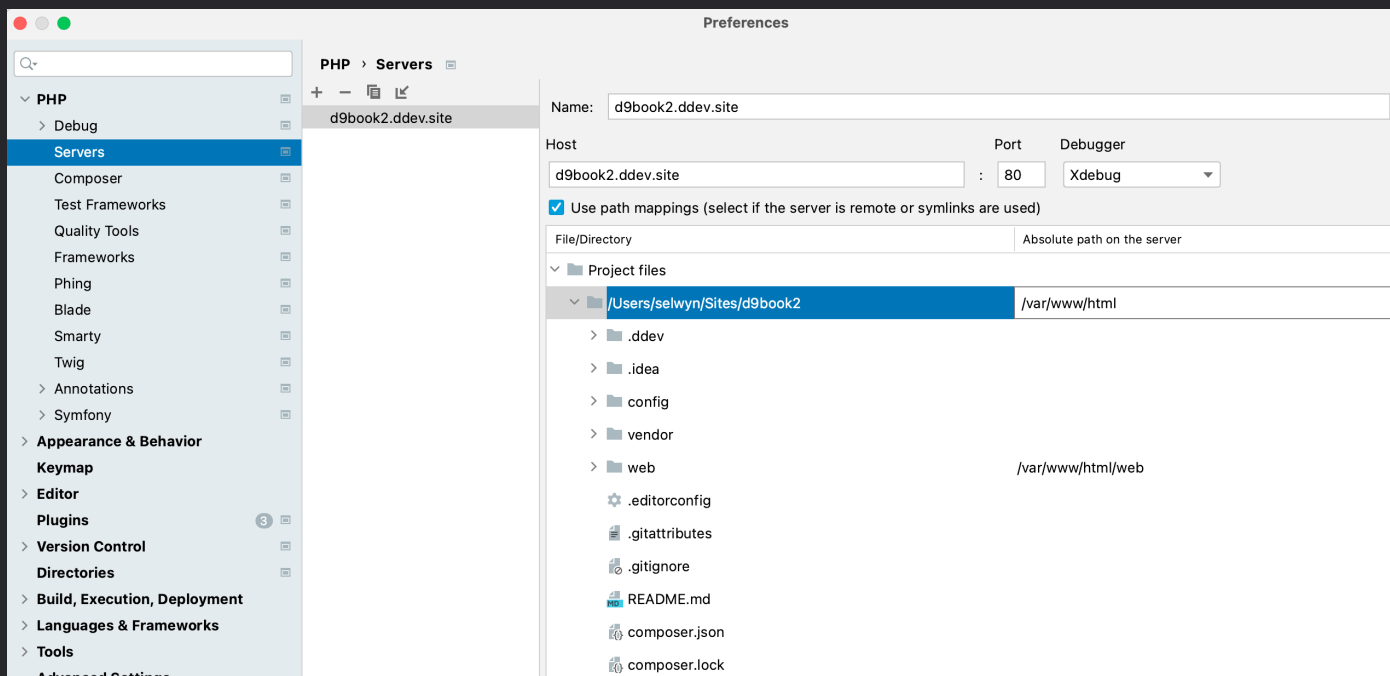 Preferences
PHP
Debug
Servers
Composer
Test Frameworks
Quality Tools
Frameworks
Phing
Blade
Smarty
Twig
Annotations
Symfony
Appearance & Behavior
Keymap
Editor
Plugins 3
Version Control
Directories
Build, Execution, Deployment
Languages & Frameworks
Tools
Advanced Settings
PHP › Servers
d9book2.ddev.site
Name: d9book2.ddev.site
Host Port Debugger
d9book2.ddev.site : 80 Xdebug
Use path mappings (select if the server is remote or symlinks are used)
File/Directory Absolute path on the server
Project files
/Users/selwyn/Sites/d9book2 /var/www/html
.ddev
.idea
config
vendor
web /var/www/html/web
.editorconfig
.gitattributes
.gitignore
MD README.md
composer.json
composer.lock